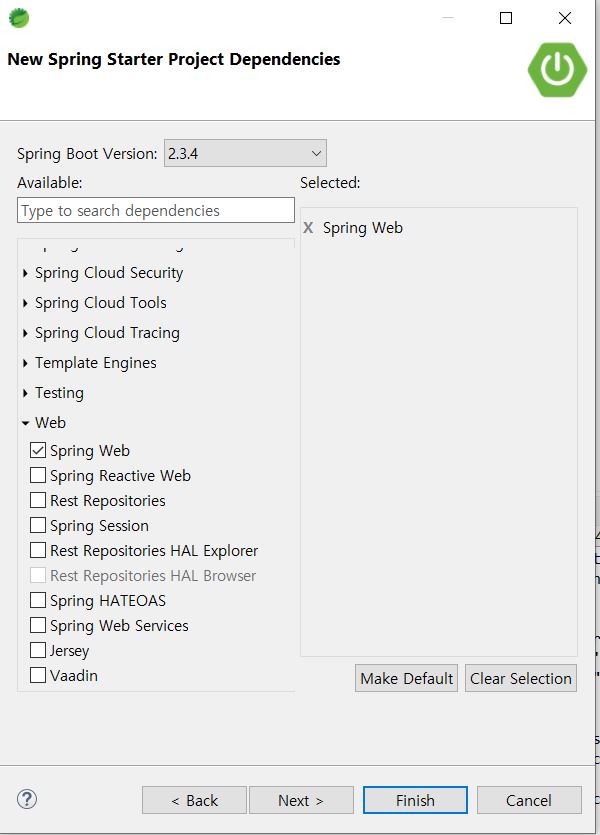 New Spring Starter Project Dependencies
Spring Boot Version: 2.3.4
Available:
Selected:
Type to search dependencies
X Spring Web
Spring Cloud Security
Spring Cloud Tools
Spring Cloud Tracing
Template Engines
Testing
Web
Spring Web
Spring Reactive Web
Rest Repositories
Spring Session
Rest Repositories HAL Explorer
Rest Repositories HAL Browser
Spring HATEOAS
Spring Web Services
Jersey
Vaadin
Make Default
Clear Selection
?
< Back
Next >
Finish
Cancel